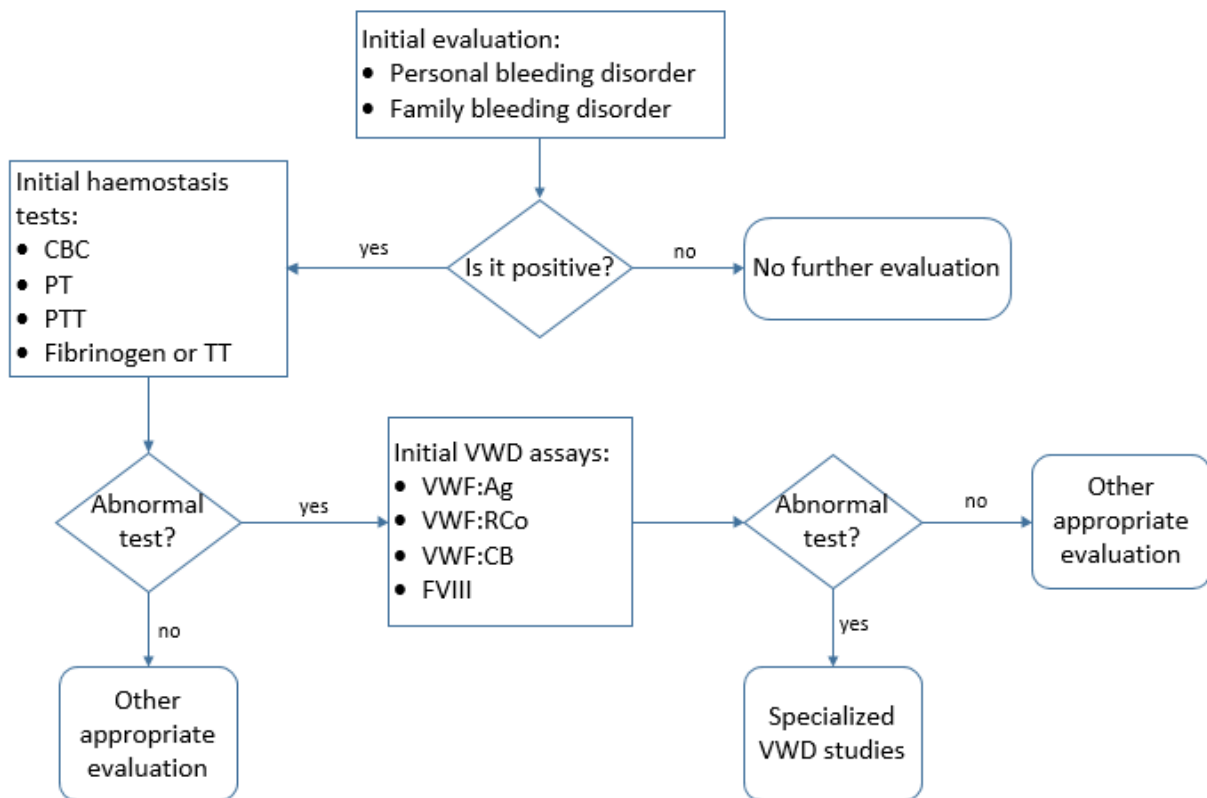 Initial evaluation:
• Personal bleeding disorder
• Family bleeding disorder
Initial haemostasis
tests:
• CBC
• PT
• PTT
• Fibrinogen or TT
yes
Is it positive?
no
No further evaluation
Abnormal
test?
yes
Initial VWD assays:
• VWF:Ag
• VWF:RCo
• VWF:CB
• FVIII
Abnormal
test?
no
Other
appropriate
evaluation
no
Other
appropriate
evaluation
yes
Specialized
VWD studies